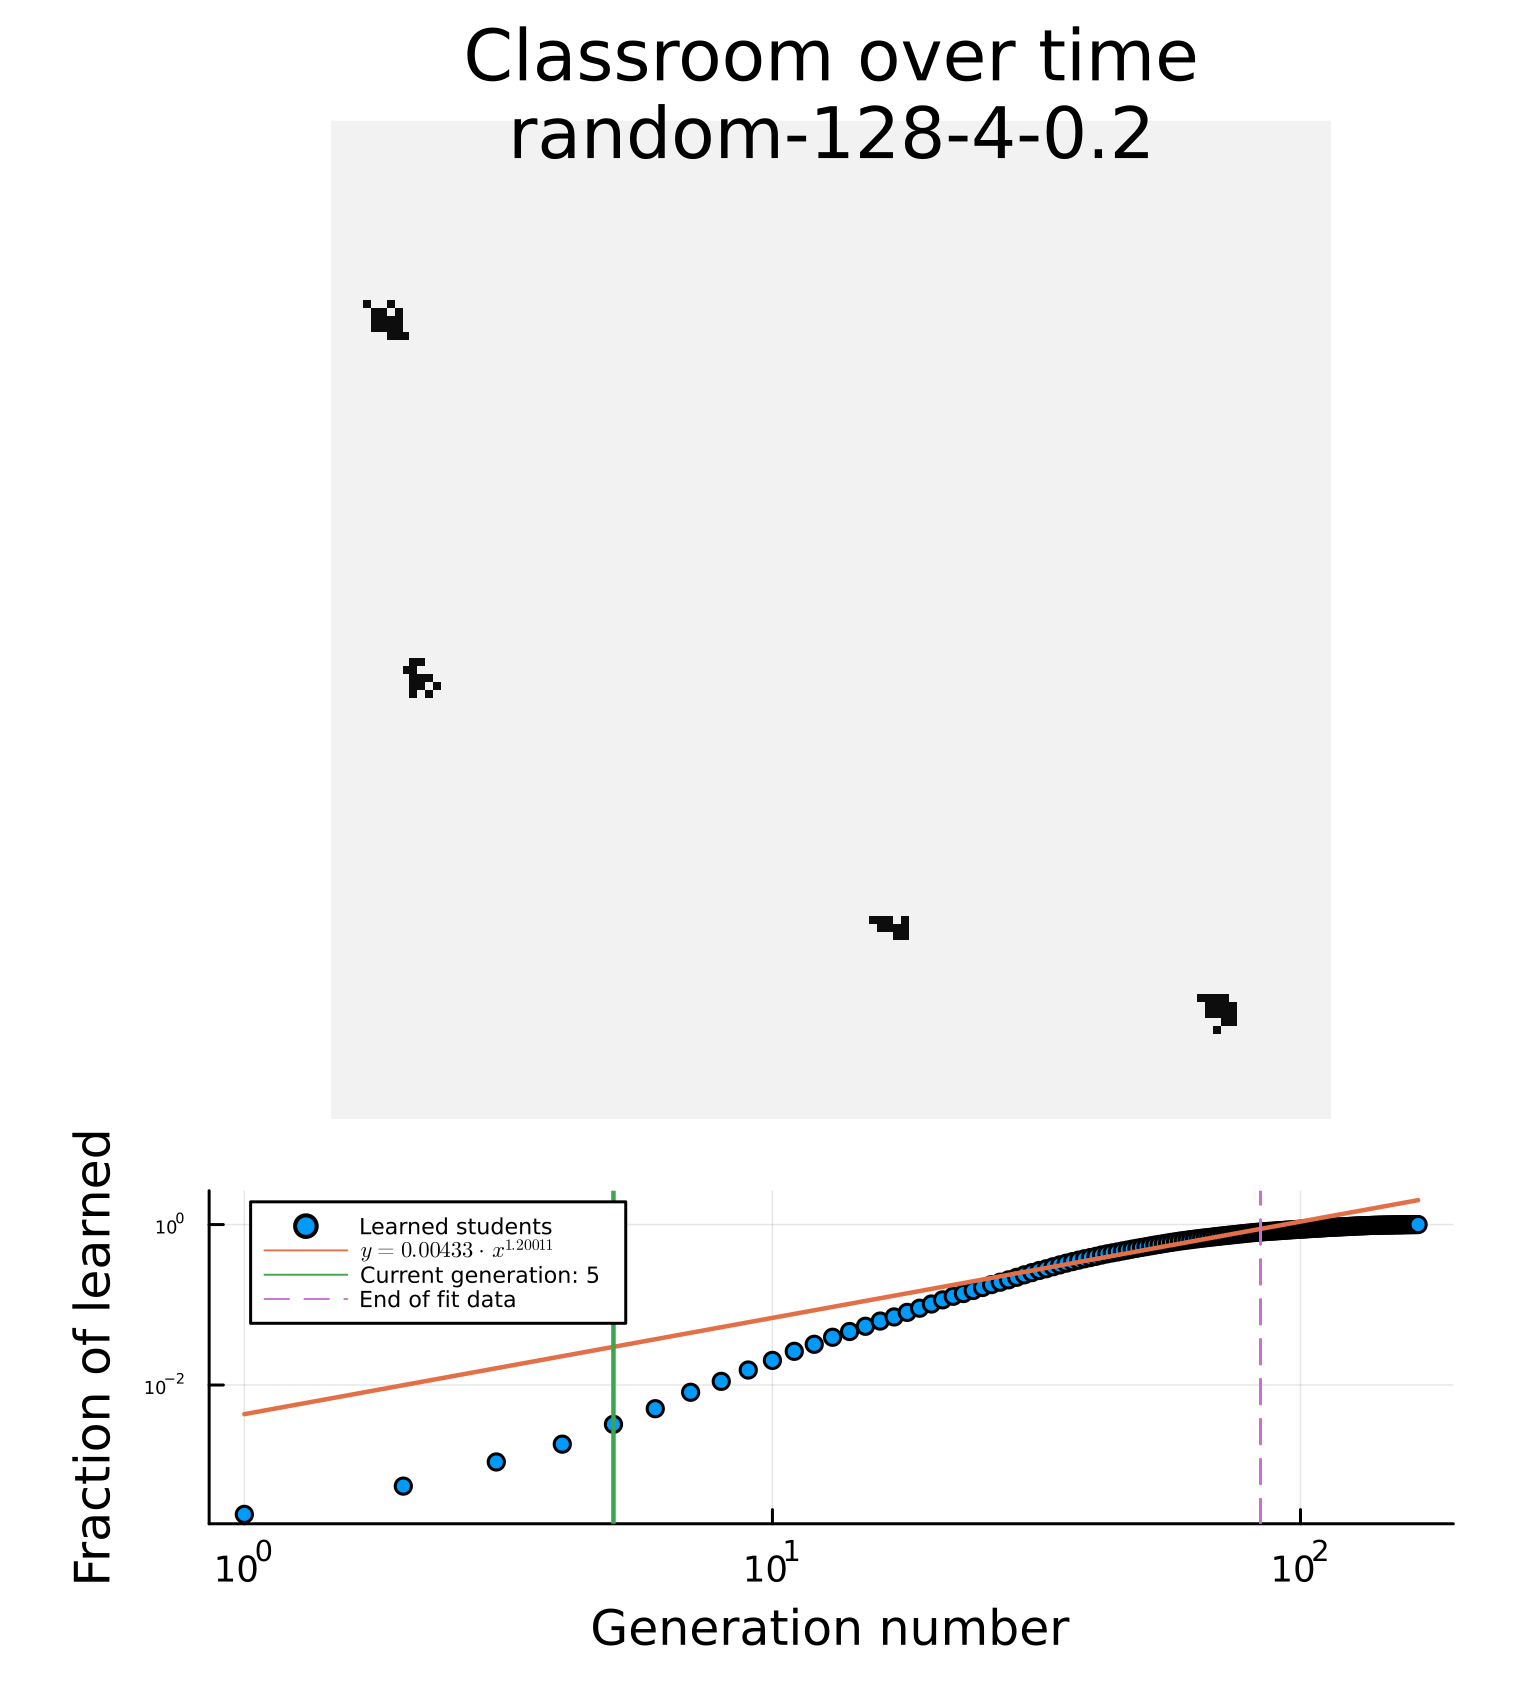 Classroom over time
random-128-4-0.2
Fraction of learned
10⁰
10⁻²
Learned students
y = 0.00433 · x^1.20011
Current generation: 5
End of fit data
10⁰
10¹
10²
Generation number